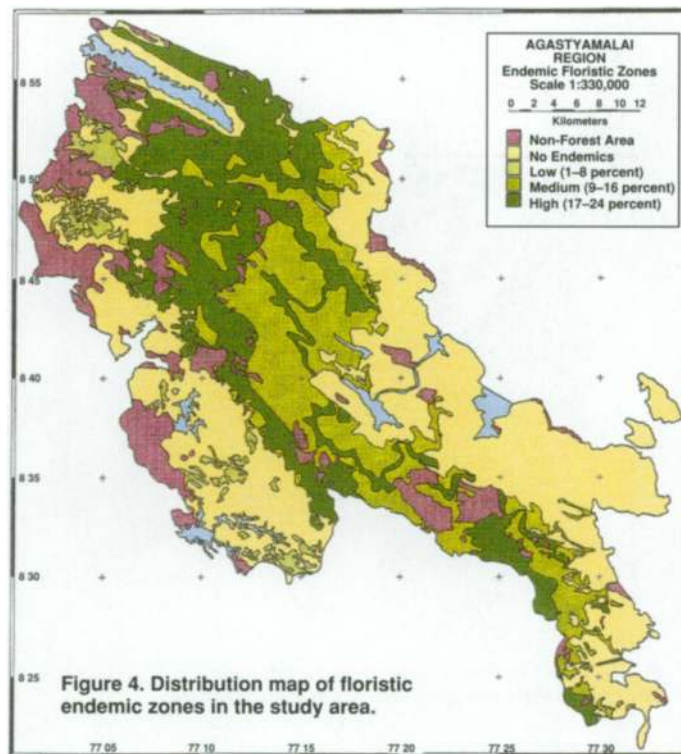 AGASTYAMALAI
REGION
Endemic Floristic Zones
Scale 1:330,000
0 2 4 6 8 10 12
Kilometers
Non-Forest Area
No Endemics
Low (1–8 percent)
Medium (9–16 percent)
High (17–24 percent)
8 55
8 50
8 45
8 40
8 35
8 30
8 25
Figure 4. Distribution map of floristic
endemic zones in the study area.
77 05 77 10 77 15 77 20 77 25 77 30